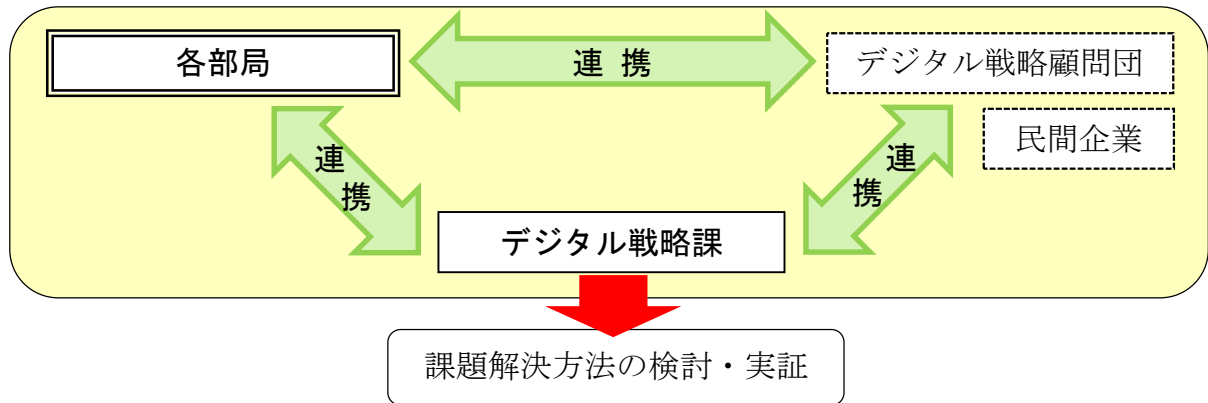 各部局
連携
デジタル戦略顧問団
民間企業
連携
連携
デジタル戦略課
課題解決方法の検討・実証